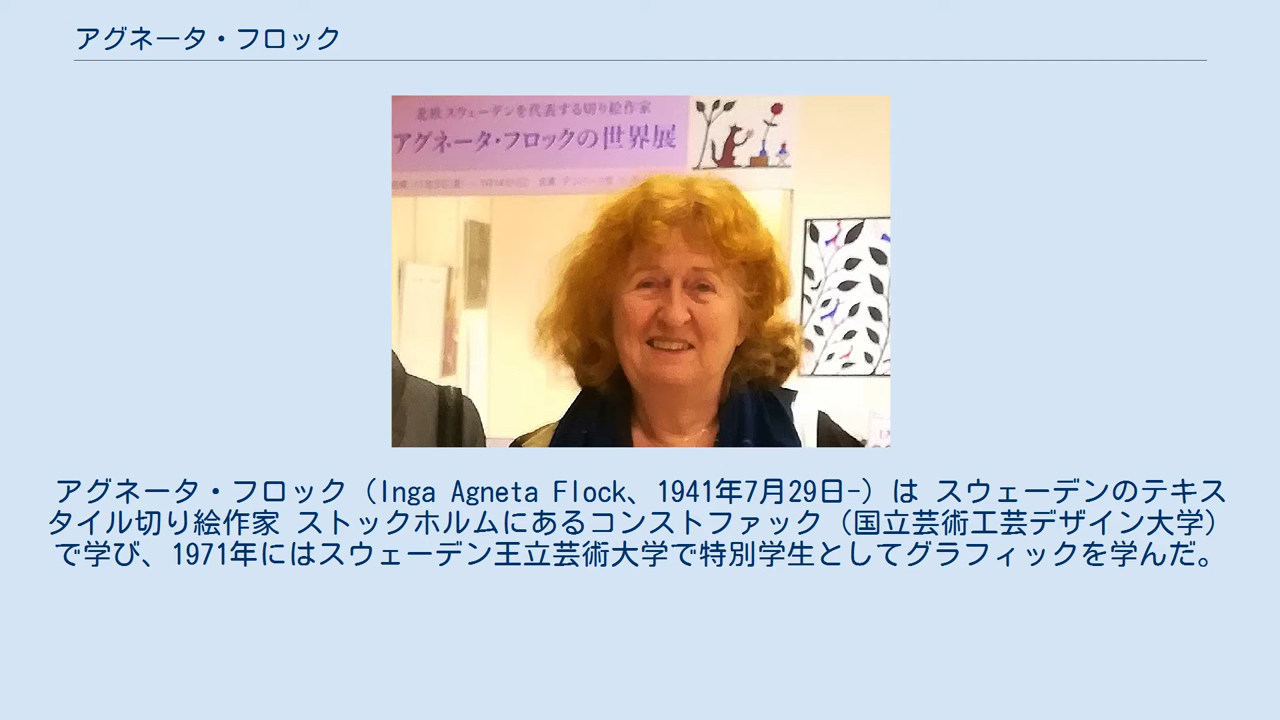 アグネータ・フロック
北欧スウェーデンを代表する切り絵作家
アグネータ・フロックの世界展
アグネータ・フロック（Inga Agneta Flock、1941年7月29日-）は スウェーデンのテキス
タイル切り絵作家 ストックホルムにあるコンストファック（国立芸術工芸デザイン大学）
で学び、1971年にはスウェーデン王立芸術大学で特別学生としてグラフィックを学んだ。